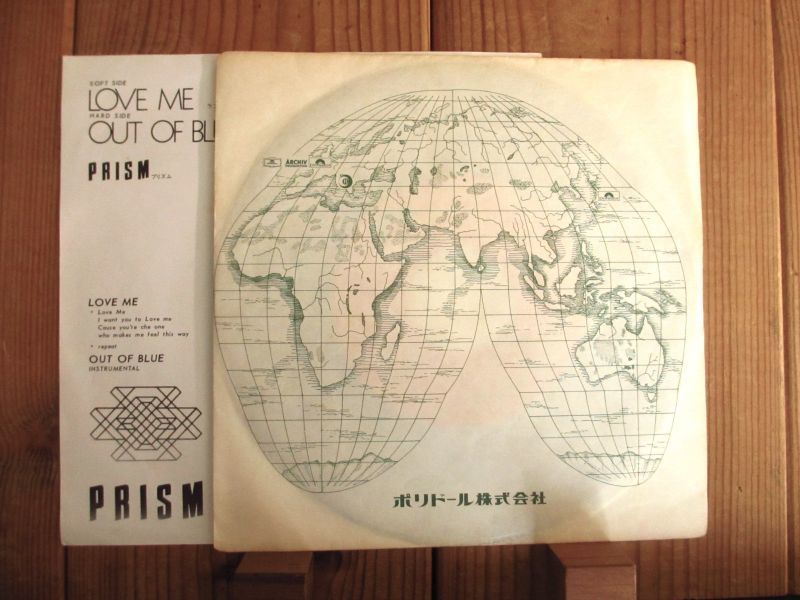 SOFT SIDE
LOVE ME
HARD SIDE
OUT OF BLU
PRISM プリズム
LOVE ME
* Love Me
I want you to Love me
Cause you're the one
who makes me feel this way
* repeat
OUT OF BLUE
INSTRUMENTAL
PRISM
ARCHIV
ポリドール株式会社